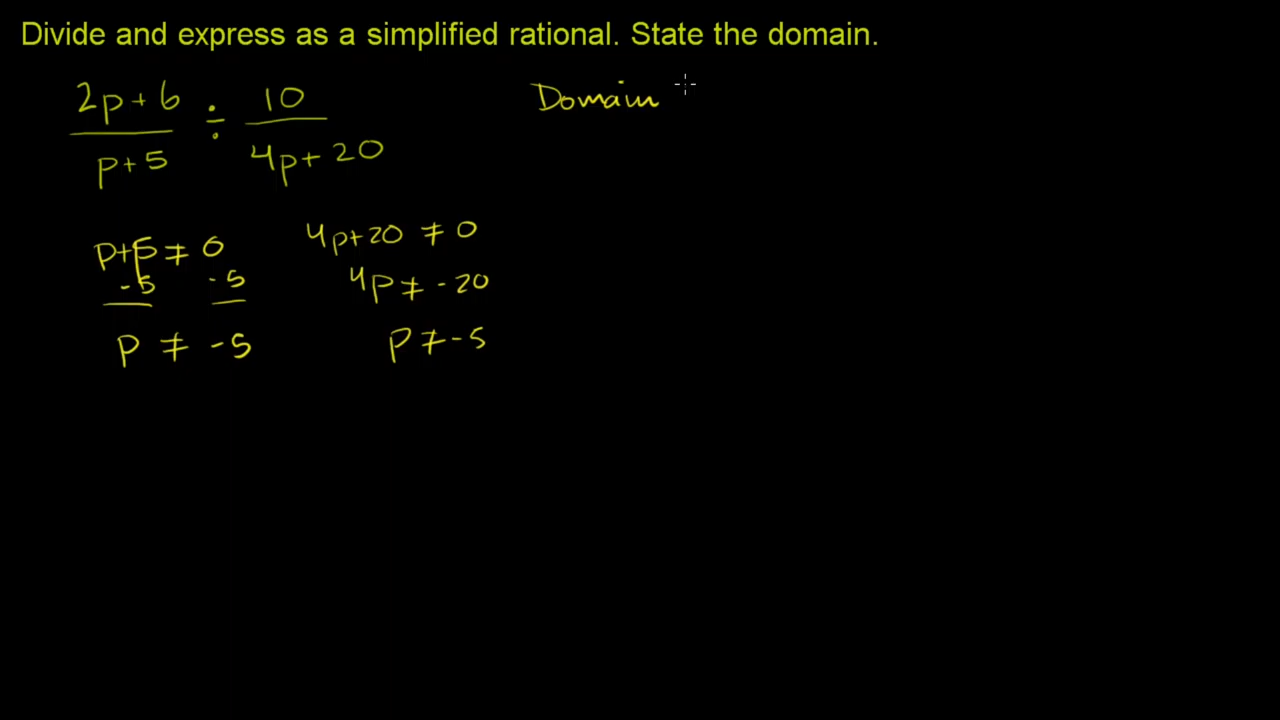 Divide and express as a simplified rational. State the domain.
2p+6 ÷ 10 Domain
p+5 4p+20
p+5 ≠ 0 4p+20 ≠ 0
-5 -5 4p ≠ -20
p ≠ -5 p ≠ -5